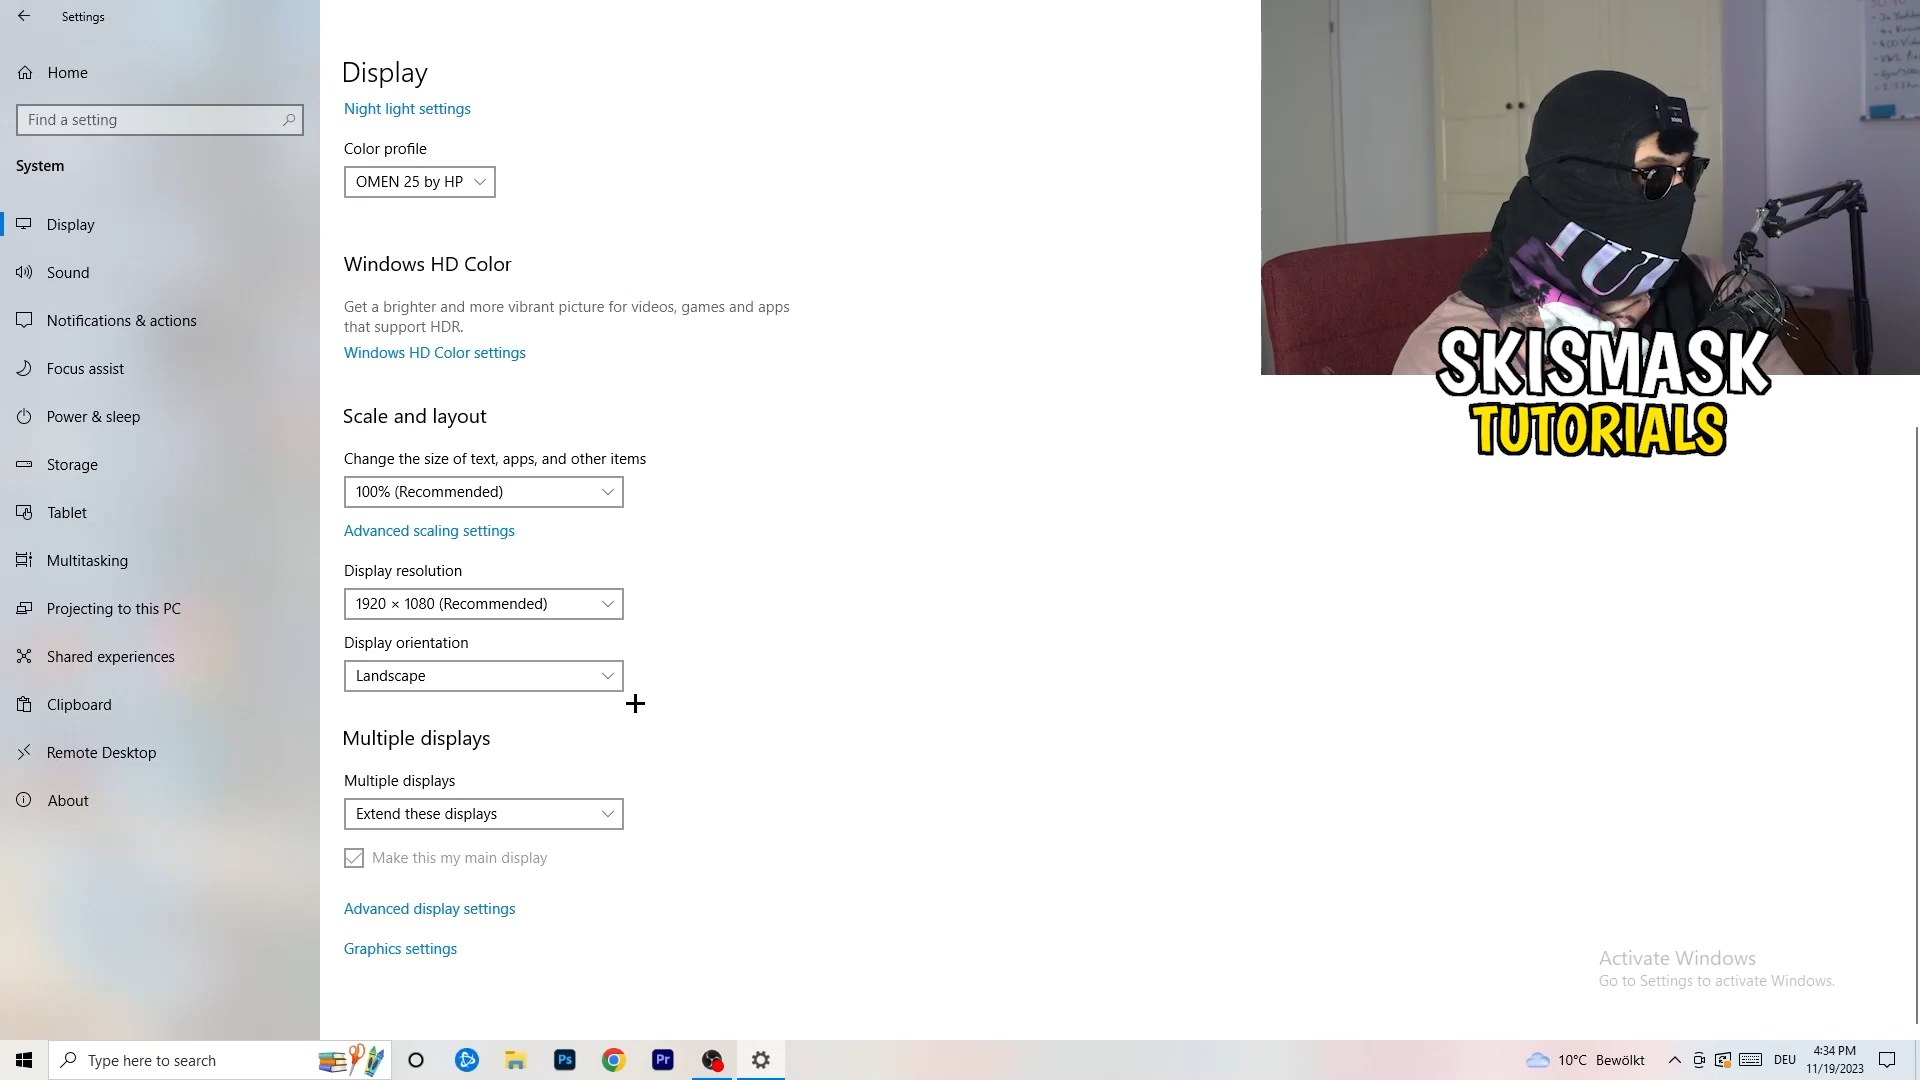 Settings
Home
Find a setting
System
Display
Sound
Notifications & actions
Focus assist
Power & sleep
Storage
Tablet
Multitasking
Projecting to this PC
Shared experiences
Clipboard
Remote Desktop
About
Display
Night light settings
Color profile
OMEN 25 by HP
Windows HD Color
Get a brighter and more vibrant picture for videos, games and apps
that support HDR.
Windows HD Color settings
Scale and layout
Change the size of text, apps, and other items
100% (Recommended)
Advanced scaling settings
Display resolution
1920 × 1080 (Recommended)
Display orientation
Landscape
Multiple displays
Multiple displays
Extend these displays
Make this my main display
Advanced display settings
Graphics settings
SKISMASK
TUTORIALS
Activate Windows
Go to Settings to activate Windows.
Type here to search
Ps
Pr
10°C Bewölkt
DEU
4:34 PM
11/19/2023